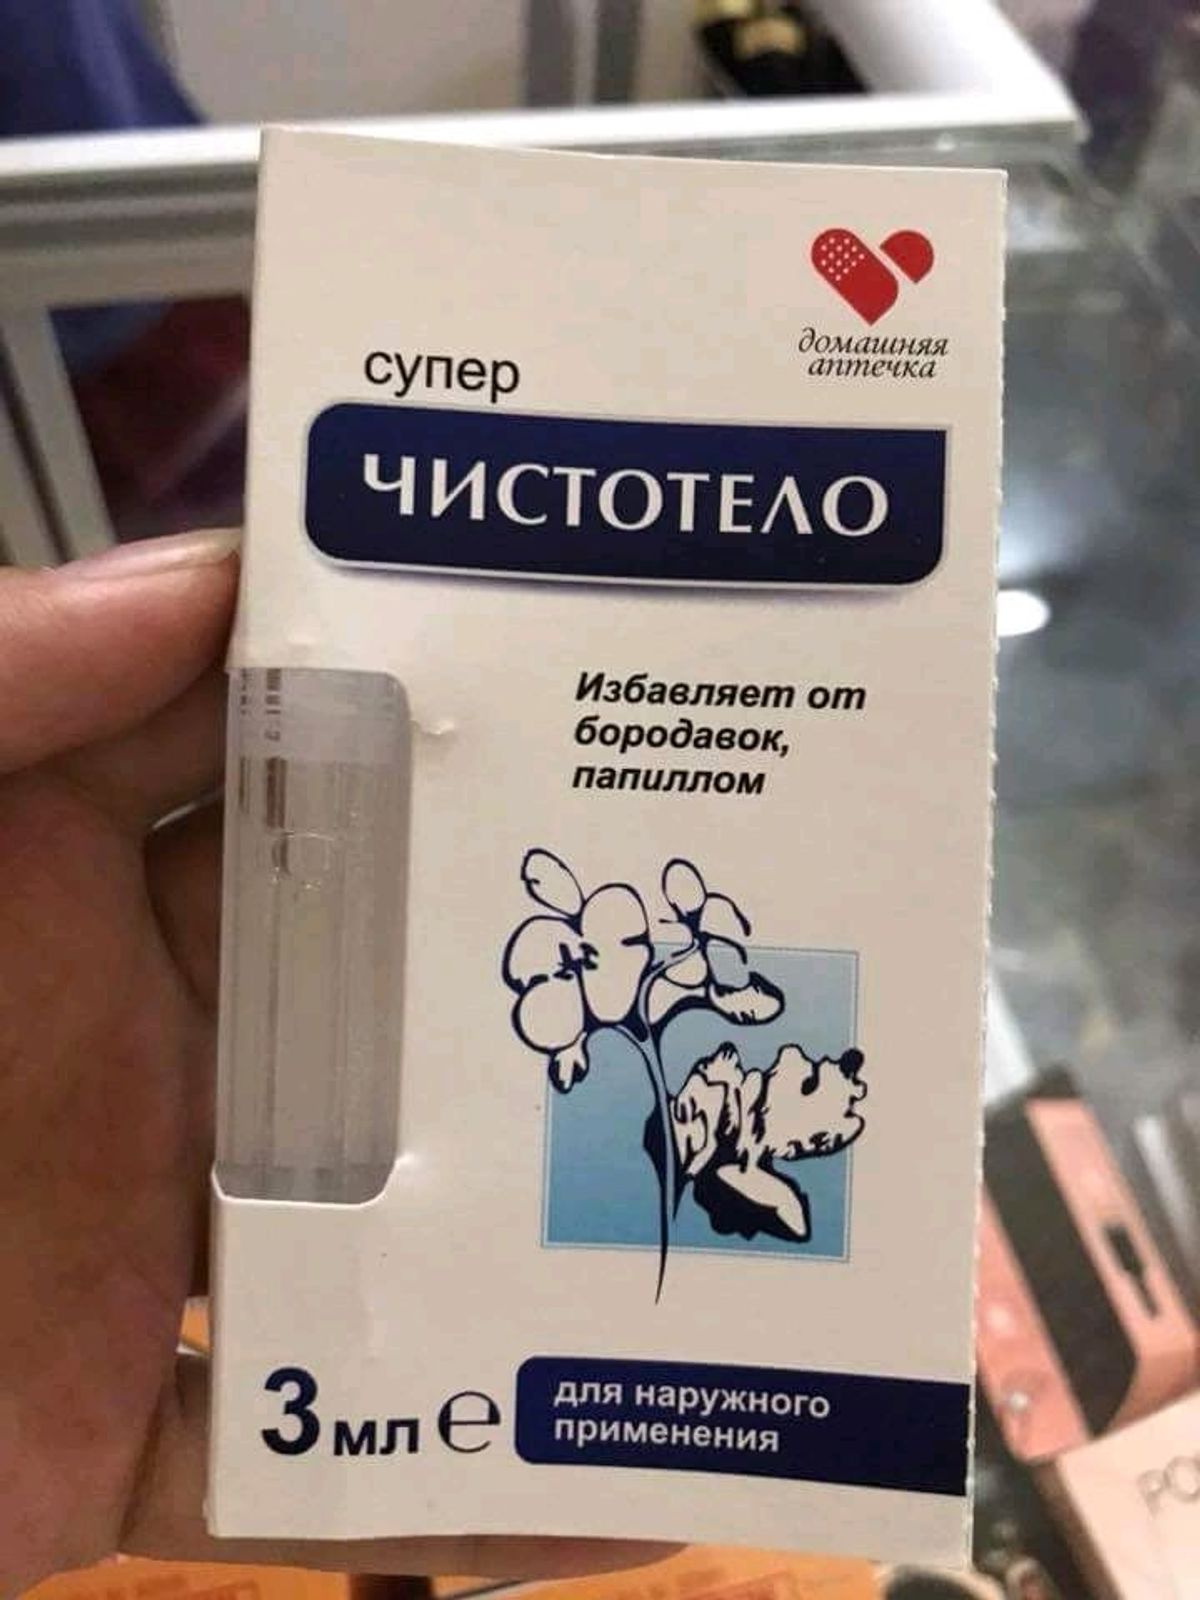 домашняя
аптечка
супер
ЧИСТОТЕЛО
Избавляет от
бородавок,
папиллом
3 мл ℮
для наружного
применения